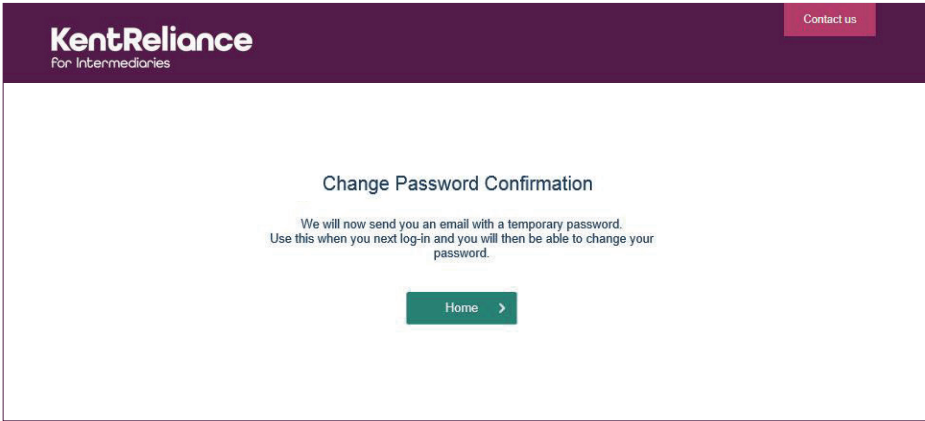 Contact us
KentReliance
for Intermediaries
Change Password Confirmation
We will now send you an email with a temporary password.
Use this when you next log-in and you will then be able to change your
password.
Home